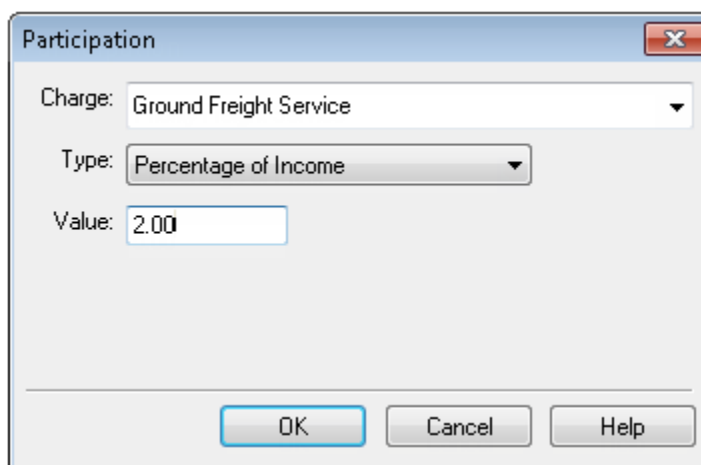 Participation
Charge: Ground Freight Service
Type: Percentage of Income
Value: 2.00
OK Cancel Help